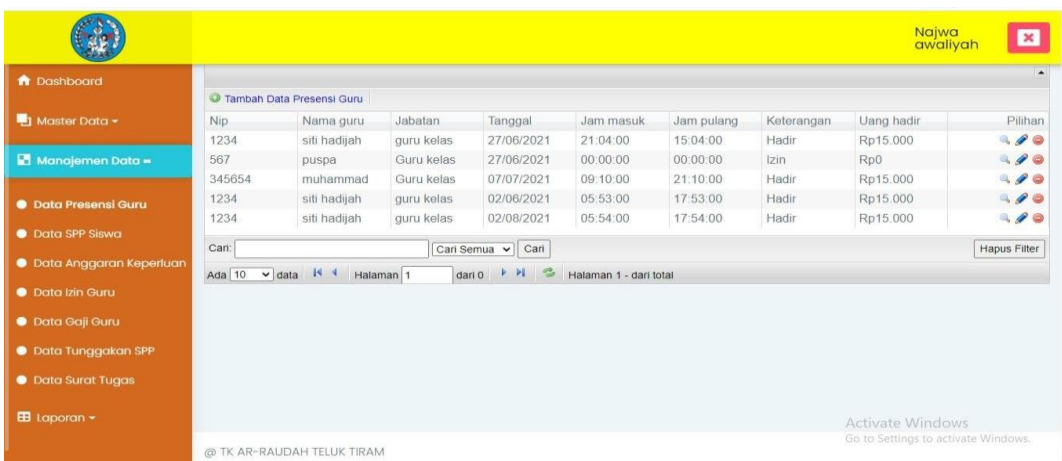 Najwa
awaliyah
Dashboard
Master Data
Manajemen Data
Data Presensi Guru
Data SPP Siswa
Data Anggaran Keperluan
Data Izin Guru
Data Gaji Guru
Data Tunggakan SPP
Data Surat Tugas
Laporan
Tambah Data Presensi Guru
Nip Nama guru Jabatan Tanggal Jam masuk Jam pulang Keterangan Uang hadir Pilihan
1234 siti hadijah guru kelas 27/06/2021 21:04:00 15:04:00 Hadir Rp15.000
567 puspa Guru kelas 27/06/2021 00:00:00 00:00:00 Izin Rp0
345654 muhammad Guru kelas 07/07/2021 09:10:00 21:10:00 Hadir Rp15.000
1234 siti hadijah guru kelas 02/06/2021 05:53:00 17:53:00 Hadir Rp15.000
1234 siti hadijah guru kelas 02/08/2021 05:54:00 17:54:00 Hadir Rp15.000
Cari: Cari Semua Cari Hapus Filter
Ada 10 data Halaman 1 dari 0 Halaman 1 - dari total
Activate Windows
Go to Settings to activate Windows.
@ TK AR-RAUDAH TELUK TIRAM